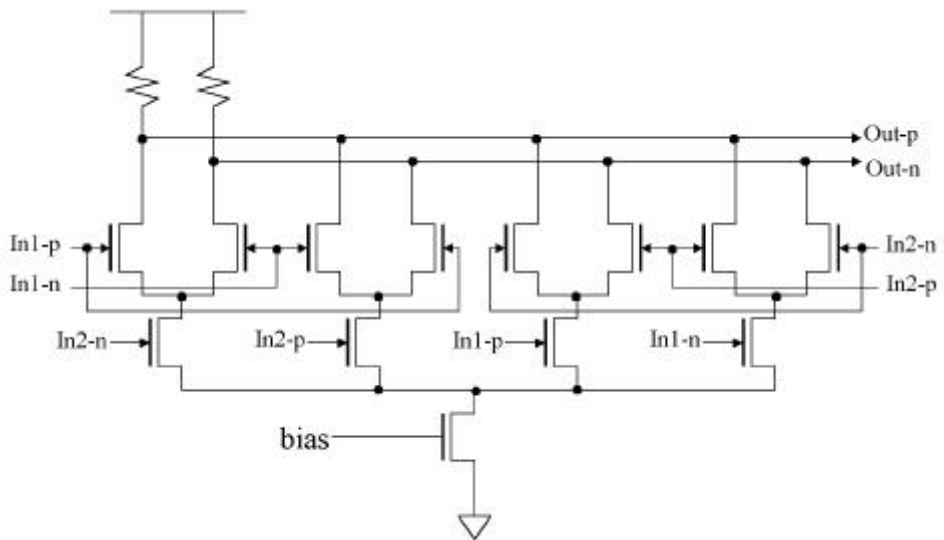 Out-p
Out-n
In1-p
In2-n
In1-n
In2-p
In2-n
In2-p
In1-p
In1-n
bias